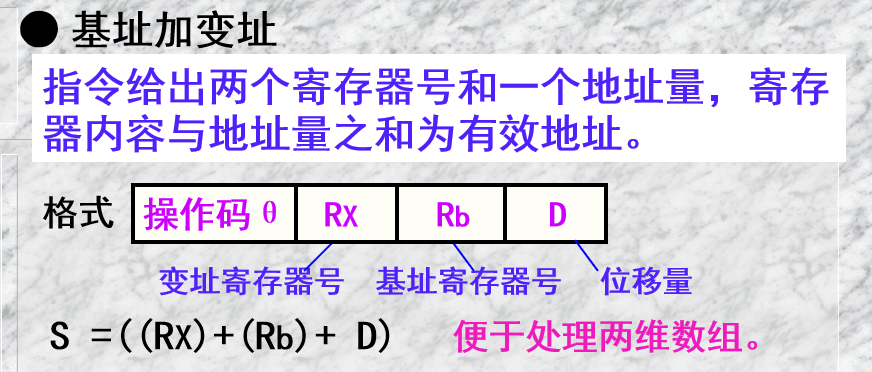 ● 基址加变址
指令给出两个寄存器号和一个地址量，寄存
器内容与地址量之和为有效地址。
格式 操作码θ RX Rb D
变址寄存器号 基址寄存器号 位移量
S =((RX)+(Rb)+ D) 便于处理两维数组。